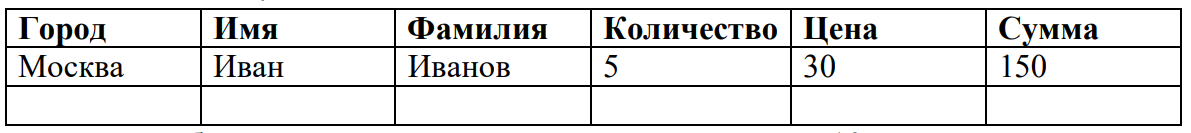 Город Имя Фамилия Количество Цена Сумма
Москва Иван Иванов 5 30 150